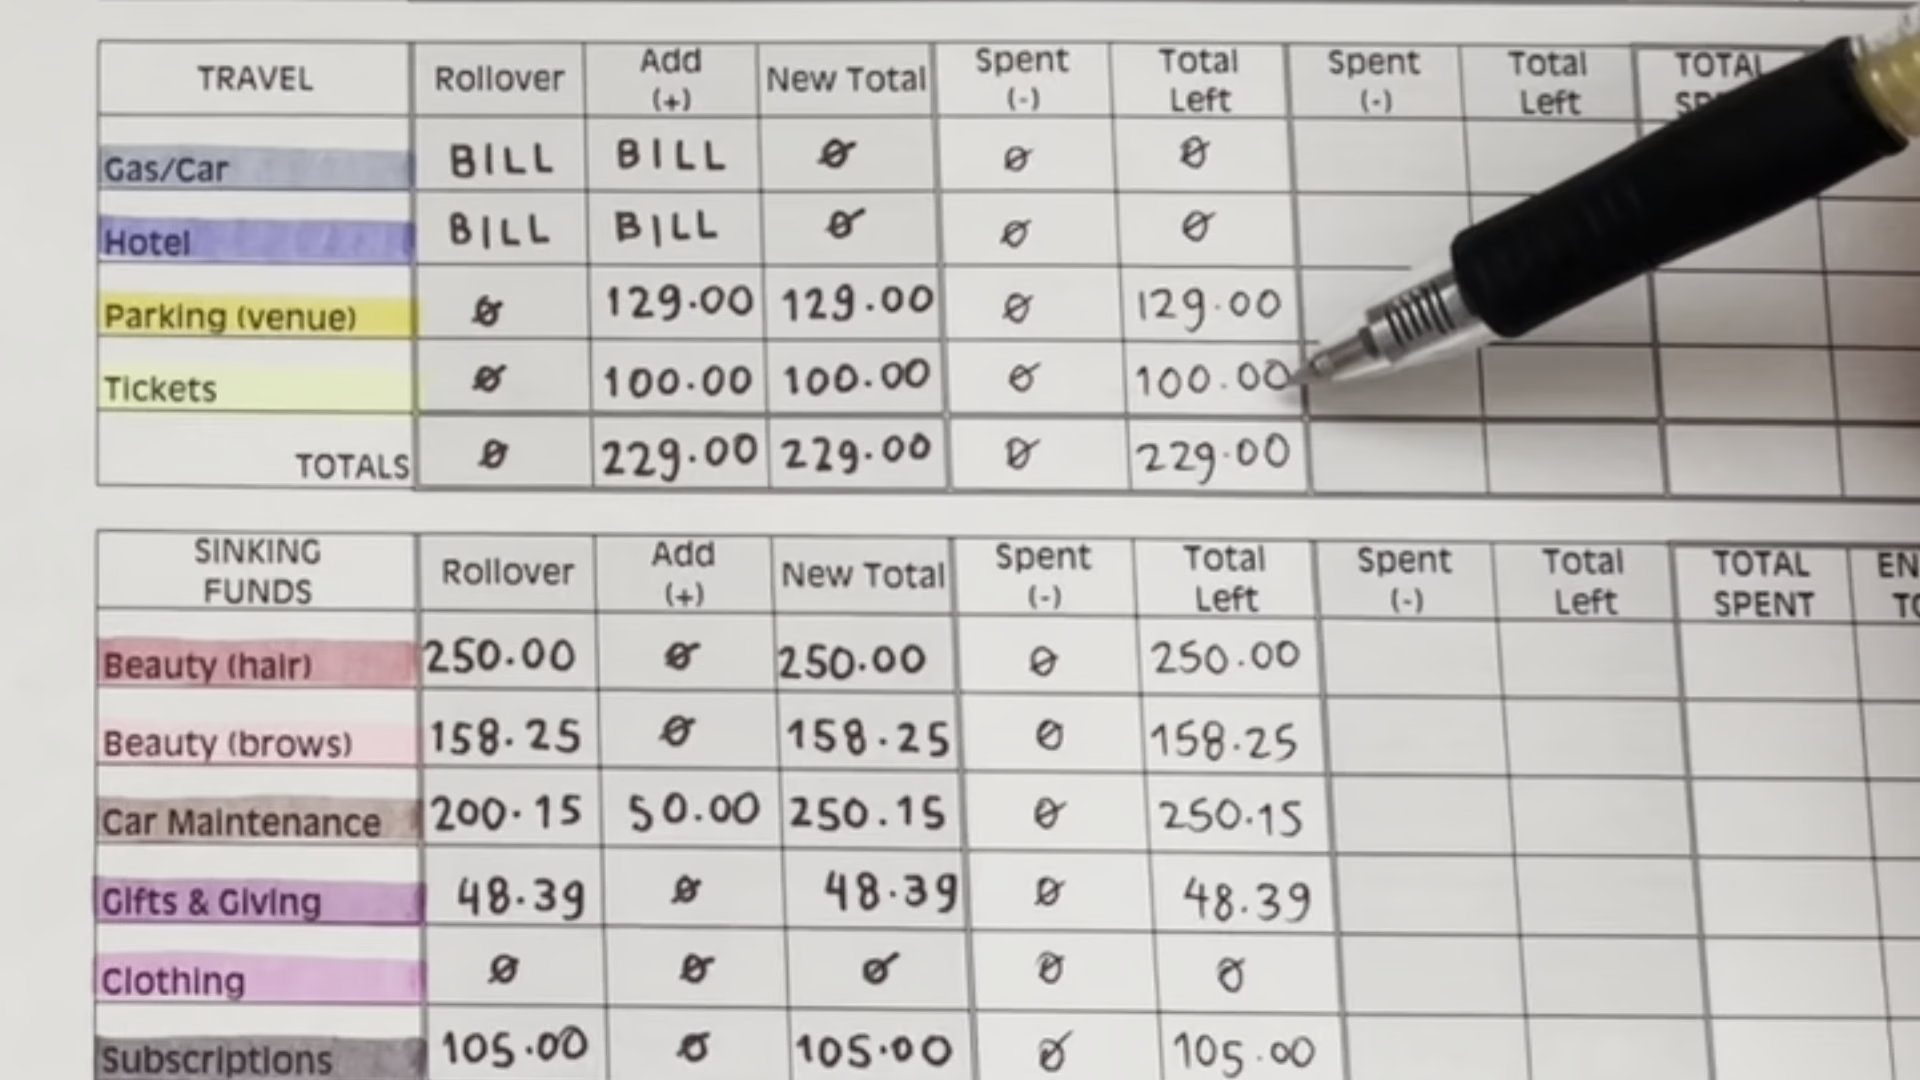 TRAVEL Rollover Add (+) New Total Spent (-) Total Left Spent (-) Total Left TOTAL
Gas/Car BILL BILL Ø Ø Ø
Hotel BILL BILL Ø Ø Ø
Parking (venue) Ø 129.00 129.00 Ø 129.00
Tickets Ø 100.00 100.00 Ø 100.00
TOTALS Ø 229.00 229.00 Ø 229.00
SINKING FUNDS Rollover Add (+) New Total Spent (-) Total Left Spent (-) Total Left TOTAL SPENT
Beauty (hair) 250.00 Ø 250.00 Ø 250.00
Beauty (brows) 158.25 Ø 158.25 Ø 158.25
Car Maintenance 200.15 50.00 250.15 Ø 250.15
Gifts & Giving 48.39 Ø 48.39 Ø 48.39
Clothing Ø Ø Ø Ø Ø
Subscriptions 105.00 Ø 105.00 Ø 105.00